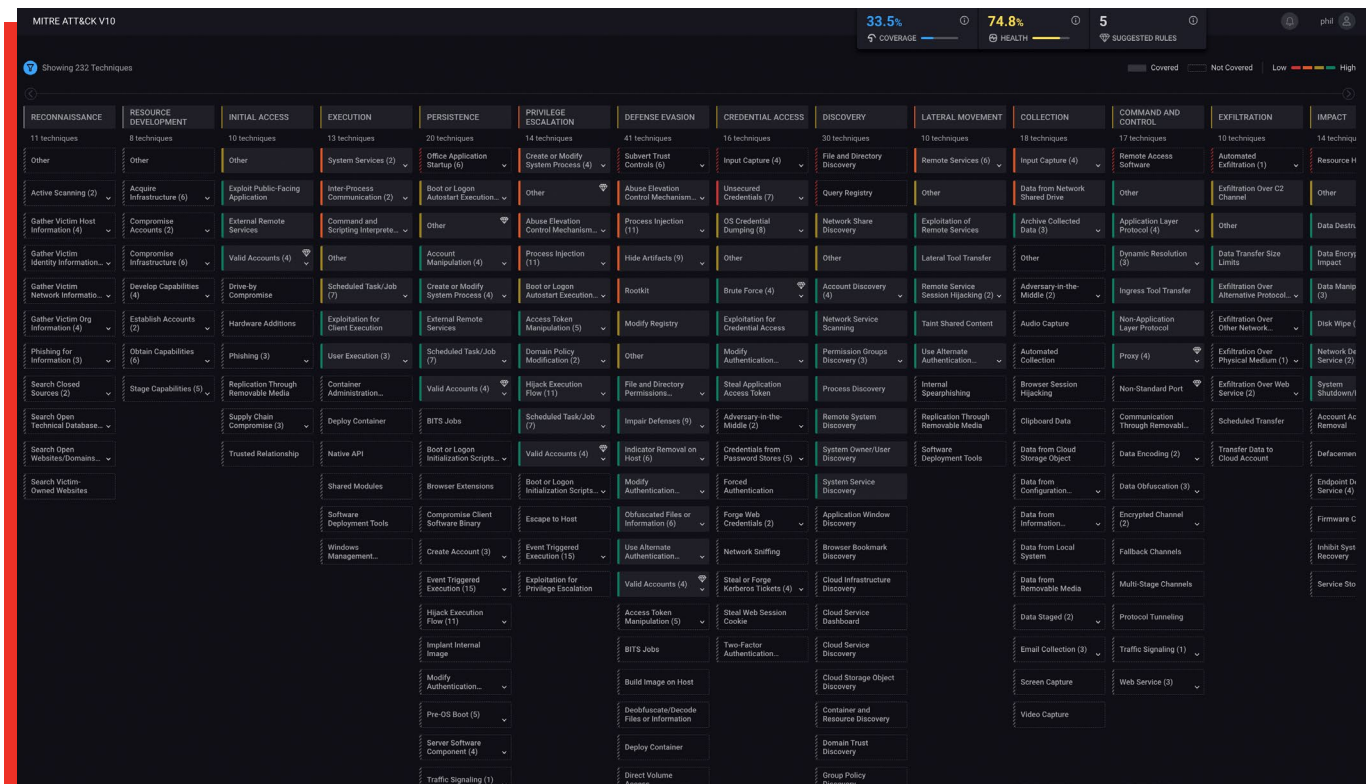 MITRE ATT&CK V10
33.5%
COVERAGE
74.8%
HEALTH
5
SUGGESTED RULES
phil
Showing 232 Techniques
Covered
Not Covered
Low
High
RECONNAISSANCE
11 techniques
Other
Active Scanning (2)
Gather Victim Host
Information (4)
Gather Victim
Identity Information...
Gather Victim
Network Informatio...
Gather Victim Org
Information (4)
Phishing for
Information (3)
Search Closed
Sources (2)
Search Open
Technical Database...
Search Open
Websites/Domains...
Search Victim-
Owned Websites
RESOURCE
DEVELOPMENT
8 techniques
Other
Acquire
Infrastructure (6)
Compromise
Accounts (2)
Compromise
Infrastructure (6)
Develop Capabilities
(4)
Establish Accounts
(2)
Obtain Capabilities
(6)
Stage Capabilities (5)
INITIAL ACCESS
10 techniques
Other
Exploit Public-Facing
Application
External Remote
Services
Valid Accounts (4)
Drive-by
Compromise
Hardware Additions
Phishing (3)
Replication Through
Removable Media
Supply Chain
Compromise (3)
Trusted Relationship
EXECUTION
13 techniques
System Services (2)
Inter-Process
Communication (2)
Command and
Scripting Interprete...
Other
Scheduled Task/Job
(7)
Exploitation for
Client Execution
User Execution (3)
Container
Administration...
Deploy Container
Native API
Shared Modules
Software
Deployment Tools
Windows
Management...
PERSISTENCE
20 techniques
Office Application
Startup (6)
Boot or Logon
Autostart Execution...
Other
Account
Manipulation (4)
Create or Modify
System Process (4)
External Remote
Services
Scheduled Task/Job
(7)
Valid Accounts (4)
BITS Jobs
Boot or Logon
Initialization Scripts...
Browser Extensions
Compromise Client
Software Binary
Create Account (3)
Event Triggered
Execution (15)
Hijack Execution
Flow (11)
Implant Internal
Image
Modify
Authentication...
Pre-OS Boot (5)
Server Software
Component (4)
Traffic Signaling (1)
PRIVILEGE
ESCALATION
14 techniques
Create or Modify
System Process (4)
Other
Abuse Elevation
Control Mechanism...
Process Injection
(11)
Boot or Logon
Autostart Execution...
Access Token
Manipulation (5)
Domain Policy
Modification (2)
Hijack Execution
Flow (11)
Scheduled Task/Job
(7)
Valid Accounts (4)
Boot or Logon
Initialization Scripts...
Escape to Host
Event Triggered
Execution (15)
Exploitation for
Privilege Escalation
DEFENSE EVASION
41 techniques
Subvert Trust
Controls (6)
Abuse Elevation
Control Mechanism...
Process Injection
(11)
Hide Artifacts (9)
Rootkit
Modify Registry
Other
File and Directory
Permissions...
Impair Defenses (9)
Indicator Removal on
Host (6)
Modify
Authentication...
Obfuscated Files or
Information (6)
Use Alternate
Authentication...
Valid Accounts (4)
Access Token
Manipulation (5)
BITS Jobs
Build Image on Host
Deobfuscate/Decode
Files or Information
Deploy Container
Direct Volume
CREDENTIAL ACCESS
16 techniques
Input Capture (4)
Unsecured
Credentials (7)
OS Credential
Dumping (8)
Other
Brute Force (4)
Exploitation for
Credential Access
Modify
Authentication...
Steal Application
Access Token
Adversary-in-the-
Middle (2)
Credentials from
Password Stores (5)
Forced
Authentication
Forge Web
Credentials (2)
Network Sniffing
Steal or Forge
Kerberos Tickets (4)
Steal Web Session
Cookie
Two-Factor
Authentication...
DISCOVERY
30 techniques
File and Directory
Discovery
Query Registry
Network Share
Discovery
Other
Account Discovery
(4)
Network Service
Scanning
Permission Groups
Discovery (3)
Process Discovery
Remote System
Discovery
System Owner/User
Discovery
System Service
Discovery
Application Window
Discovery
Browser Bookmark
Discovery
Cloud Infrastructure
Discovery
Cloud Service
Dashboard
Cloud Service
Discovery
Cloud Storage Object
Discovery
Container and
Resource Discovery
Domain Trust
Discovery
Group Policy
LATERAL MOVEMENT
10 techniques
Remote Services (6)
Other
Exploitation of
Remote Services
Lateral Tool Transfer
Remote Service
Session Hijacking (2)
Taint Shared Content
Use Alternate
Authentication...
Internal
Spearphishing
Replication Through
Removable Media
Software
Deployment Tools
COLLECTION
18 techniques
Input Capture (4)
Data from Network
Shared Drive
Archive Collected
Data (3)
Other
Adversary-in-the-
Middle (2)
Audio Capture
Automated
Collection
Browser Session
Hijacking
Clipboard Data
Data from Cloud
Storage Object
Data from
Configuration...
Data from
Information...
Data from Local
System
Data from
Removable Media
Data Staged (2)
Email Collection (3)
Screen Capture
Video Capture
COMMAND AND
CONTROL
17 techniques
Remote Access
Software
Other
Application Layer
Protocol (4)
Dynamic Resolution
(3)
Ingress Tool Transfer
Non-Application
Layer Protocol
Proxy (4)
Non-Standard Port
Communication
Through Removabl...
Data Encoding (2)
Data Obfuscation (3)
Encrypted Channel
(2)
Fallback Channels
Multi-Stage Channels
Protocol Tunneling
Traffic Signaling (1)
Web Service (3)
EXFILTRATION
10 techniques
Automated
Exfiltration (1)
Exfiltration Over C2
Channel
Other
Data Transfer Size
Limits
Exfiltration Over
Alternative Protocol...
Exfiltration Over
Other Network...
Exfiltration Over
Physical Medium (1)
Exfiltration Over Web
Service (2)
Scheduled Transfer
Transfer Data to
Cloud Account
IMPACT
14 techniqu
Resource H
Other
Data Destru
Data Encryp
Impact
Data Manip
(3)
Disk Wipe (
Network De
Service (2)
System
Shutdown/
Account Ac
Removal
Defacemen
Endpoint De
Service (4)
Firmware C
Inhibit Syst
Recovery
Service Sto